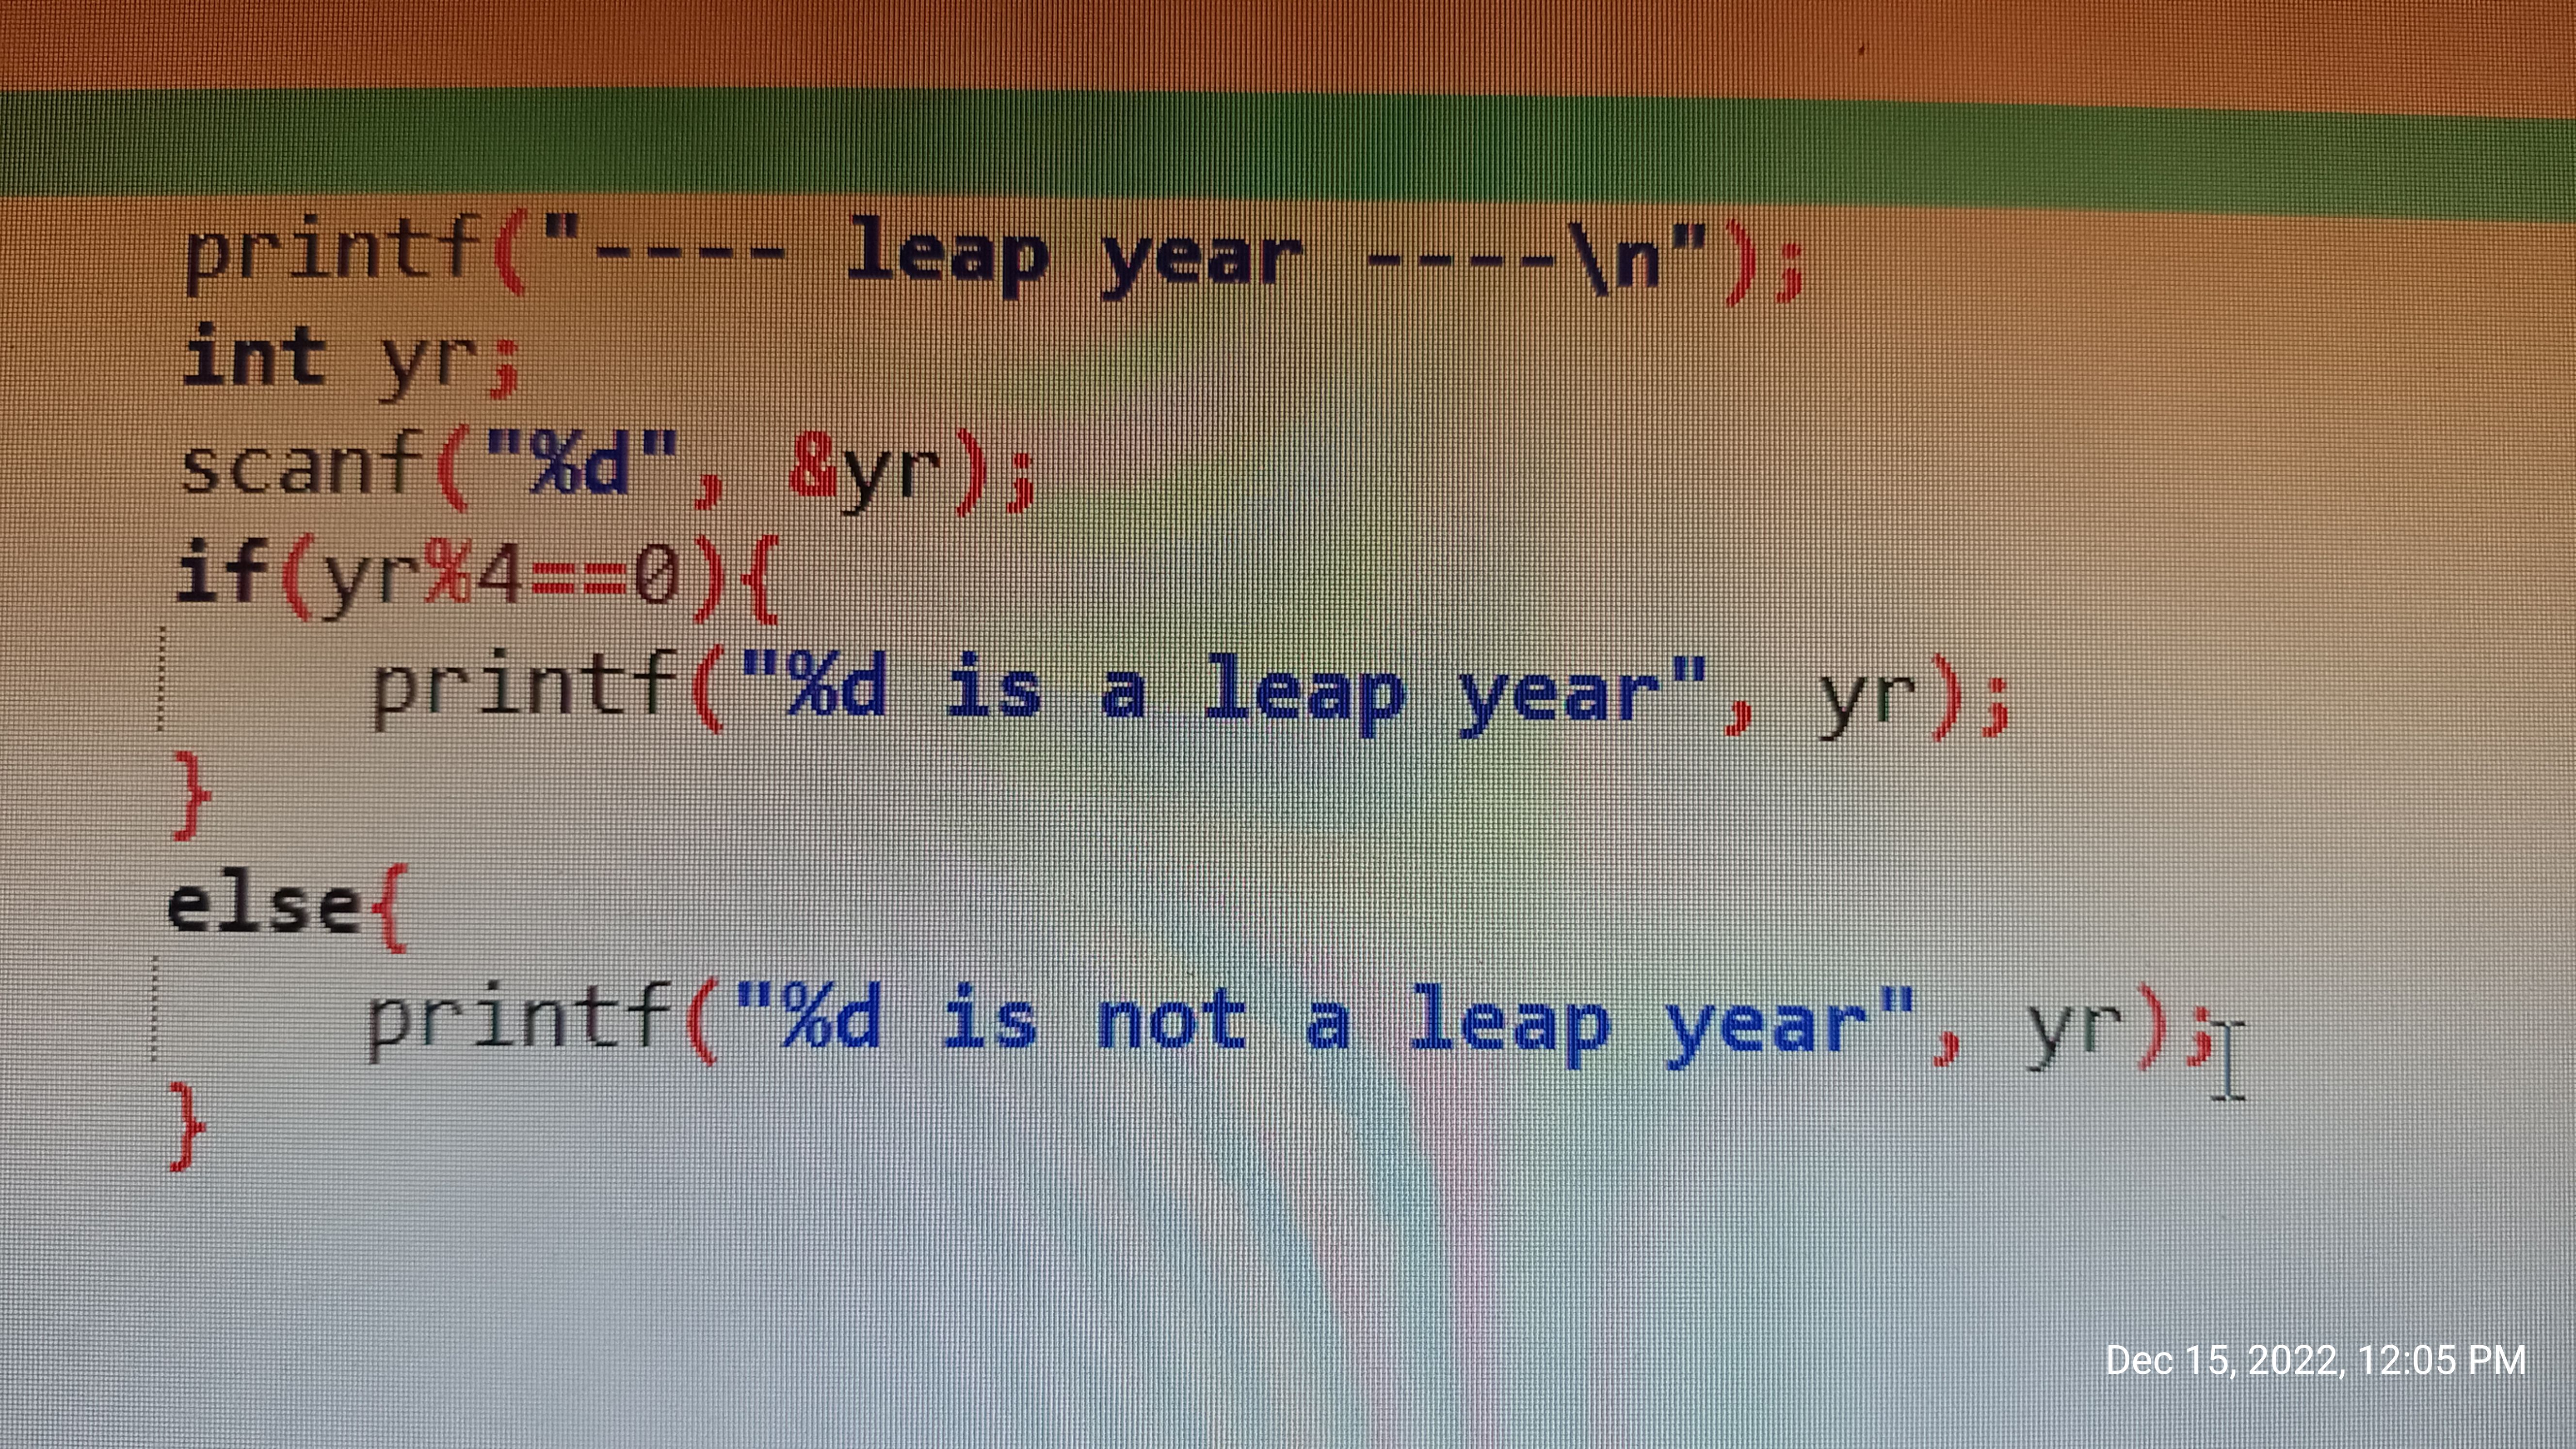 printf("---- leap year ----\n");
int yr;
scanf("%d", &yr);
if(yr%4==0){
printf("%d is a leap year", yr);
}
else{
printf("%d is not a leap year", yr);
}
Dec 15, 2022, 12:05 PM